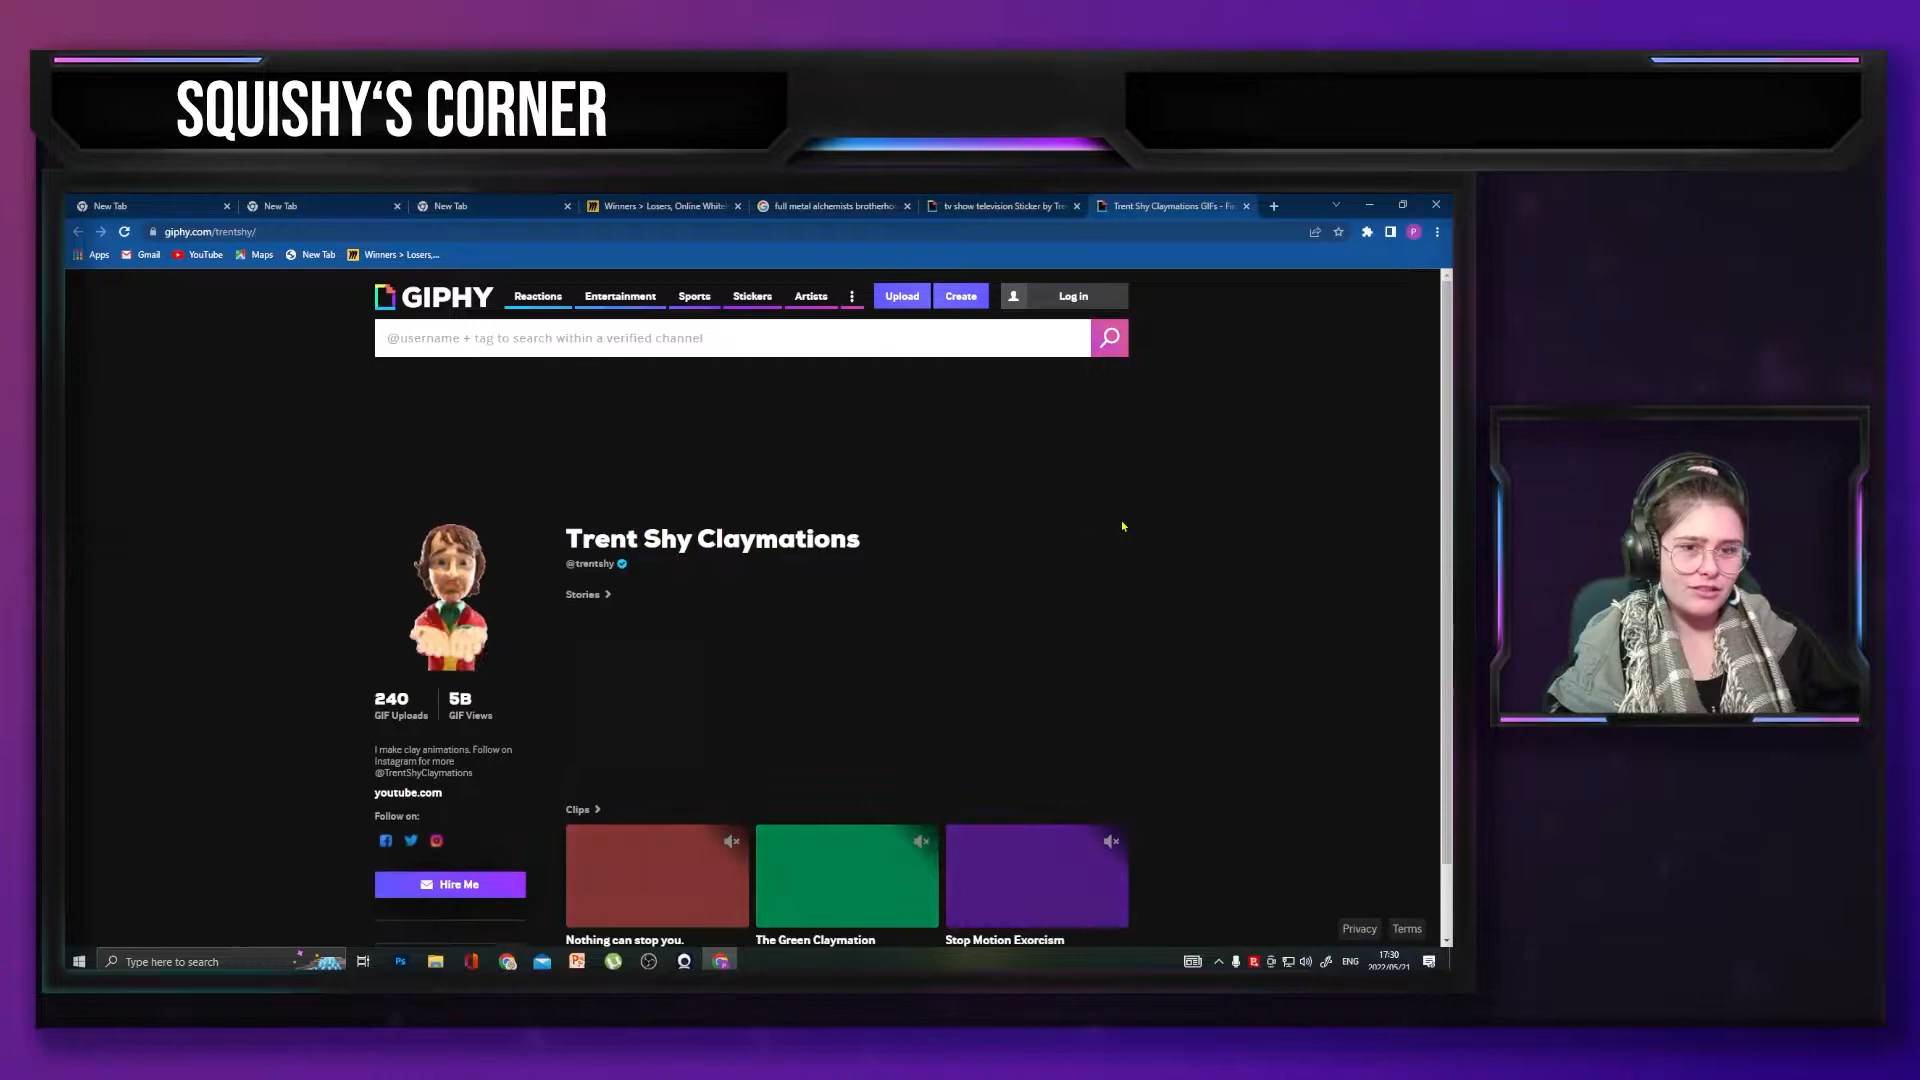 SQUISHY‘S CORNER
New Tab
New Tab
New Tab
Winners > Losers, Online White
full metal alchemists brotherho
tv show television Sticker by Tre
Trent Shy Claymations GIFs - Fin
giphy.com/trentshy/
P
Apps
Gmail
YouTube
Maps
New Tab
Winners > Losers,...
GIPHY
Reactions
Entertainment
Sports
Stickers
Artists
Upload
Create
Log in
@username + tag to search within a verified channel
Trent Shy Claymations
@trentshy
Stories
240
GIF Uploads
5B
GIF Views
I make clay animations. Follow on
Instagram for more
@TrentShyClaymations
youtube.com
Follow on:
Hire Me
Clips
Nothing can stop you.
The Green Claymation
Stop Motion Exorcism
Privacy
Terms
Type here to search
Ps
ENG
17:30
2022/05/21